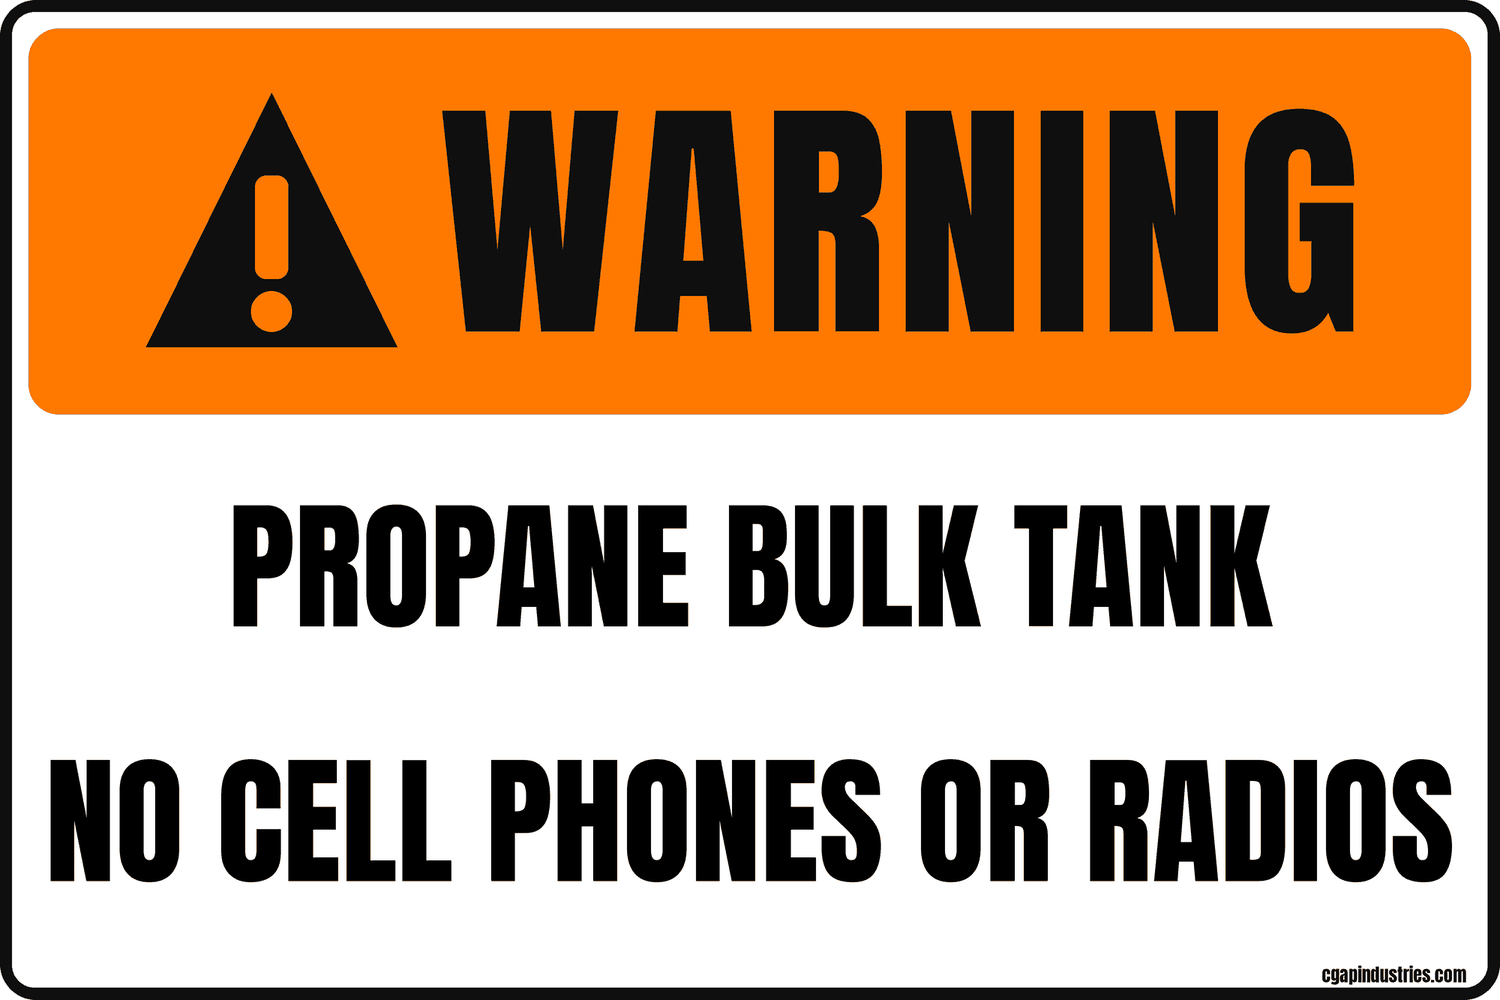 WARNING
PROPANE BULK TANK
NO CELL PHONES OR RADIOS
cgapindustries.com